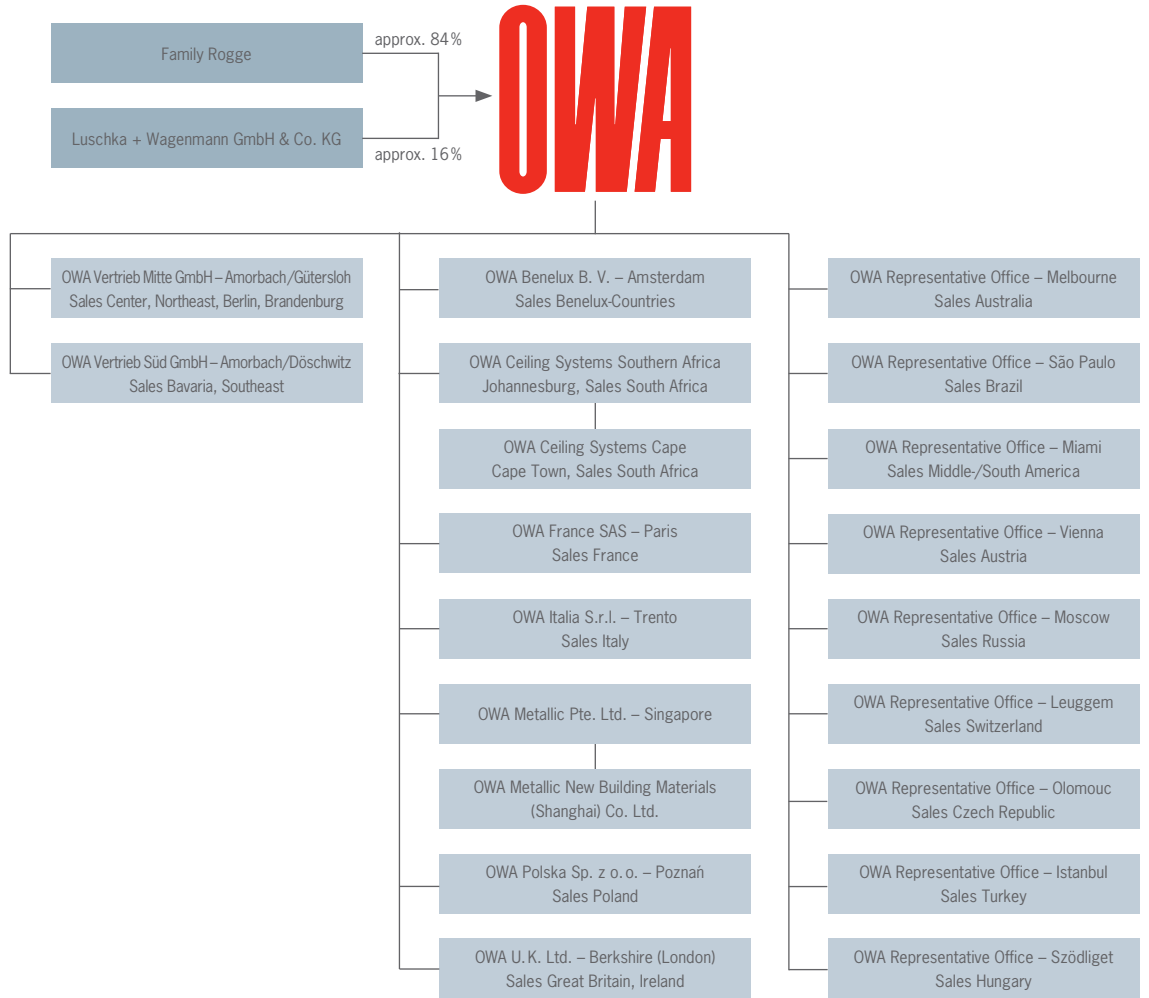 Family Rogge
approx. 84%
Luschka + Wagenmann GmbH & Co. KG
approx. 16%
OWA
OWA Vertrieb Mitte GmbH – Amorbach/Gütersloh
Sales Center, Northeast, Berlin, Brandenburg
OWA Vertrieb Süd GmbH – Amorbach/Döschwitz
Sales Bavaria, Southeast
OWA Benelux B. V. – Amsterdam
Sales Benelux-Countries
OWA Ceiling Systems Southern Africa
Johannesburg, Sales South Africa
OWA Ceiling Systems Cape
Cape Town, Sales South Africa
OWA France SAS – Paris
Sales France
OWA Italia S.r.l. – Trento
Sales Italy
OWA Metallic Pte. Ltd. – Singapore
OWA Metallic New Building Materials
(Shanghai) Co. Ltd.
OWA Polska Sp. z o. o. – Poznań
Sales Poland
OWA U. K. Ltd. – Berkshire (London)
Sales Great Britain, Ireland
OWA Representative Office – Melbourne
Sales Australia
OWA Representative Office – São Paulo
Sales Brazil
OWA Representative Office – Miami
Sales Middle-/South America
OWA Representative Office – Vienna
Sales Austria
OWA Representative Office – Moscow
Sales Russia
OWA Representative Office – Leuggem
Sales Switzerland
OWA Representative Office – Olomouc
Sales Czech Republic
OWA Representative Office – Istanbul
Sales Turkey
OWA Representative Office – Szödliget
Sales Hungary